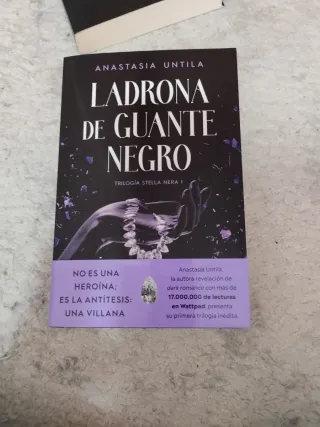 ANASTASIA UNTILA
LADRONA
DE GUANTE
NEGRO
TRILOGÍA STELLA NERA 1
NO ES UNA
HEROÍNA;
ES LA ANTÍTESIS:
UNA VILLANA
Anastasia Untila,
la autora revelación de
dark romance con más de
17.000.000 de lecturas
en Wattpad, presenta
su primera trilogía inédita.